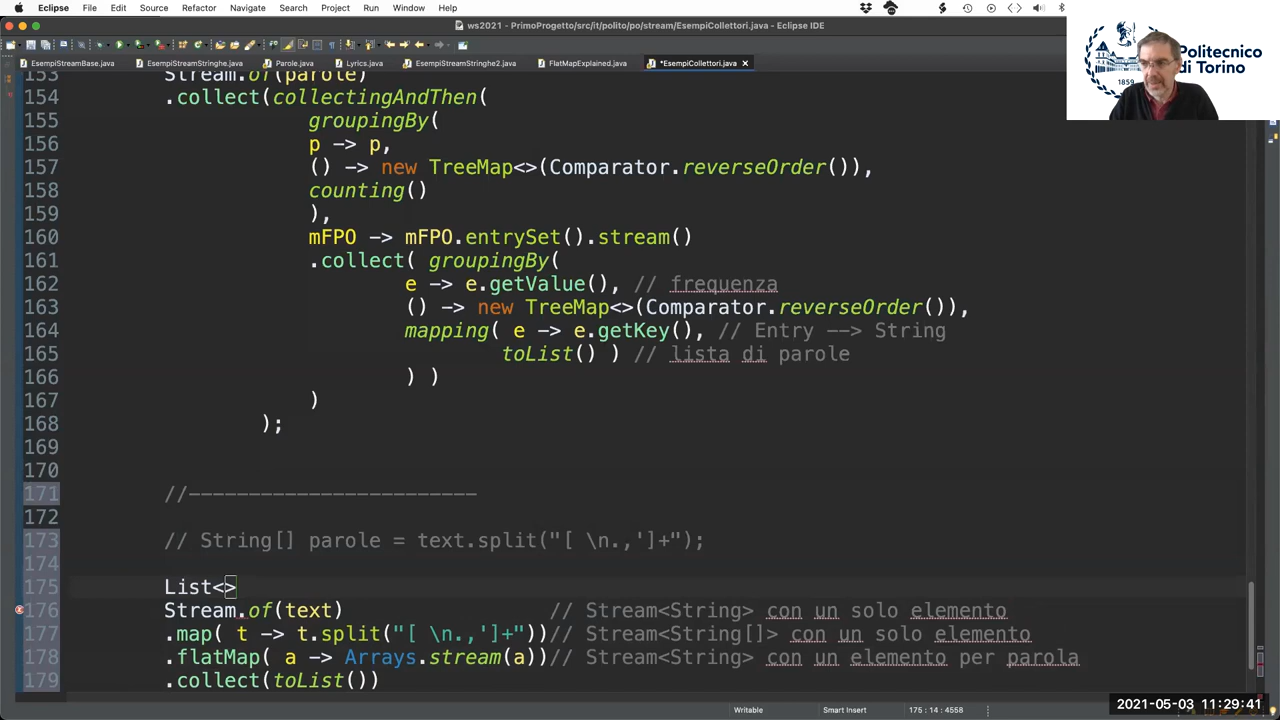 Eclipse File Edit Source Refactor Navigate Search Project Run Window Help
ws2021 - PrimoProgetto/src/it/polito/po/stream/EsempiCollettori.java - Eclipse IDE
EsempiStreamBase.java EsempiStreamStringhe.java Parole.java Lyrics.java EsempiStreamStringhe2.java FlatMapExplained.java *EsempiCollettori.java
Politecnico
di Torino
1859
153 Stream.of(parole)
154 .collect(collectingAndThen(
155 groupingBy(
156 p -> p,
157 () -> new TreeMap<>(Comparator.reverseOrder()),
158 counting()
159 ),
160 mFPO -> mFPO.entrySet().stream()
161 .collect( groupingBy(
162 e -> e.getValue(), // frequenza
163 () -> new TreeMap<>(Comparator.reverseOrder()),
164 mapping( e -> e.getKey(), // Entry --> String
165 toList() ) // lista di parole
166 ) )
167 )
168 );
169
170
171 //------------------------
172
173 // String[] parole = text.split("[ \n.,']+");
174
175 List<>
176 Stream.of(text) // Stream<String> con un solo elemento
177 .map( t -> t.split("[ \n.,']+"))// Stream<String[]> con un solo elemento
178 .flatMap( a -> Arrays.stream(a))// Stream<String> con un elemento per parola
179 .collect(toList())
Writable Smart Insert 175 : 14 : 4558
2021-05-03 11:29:41